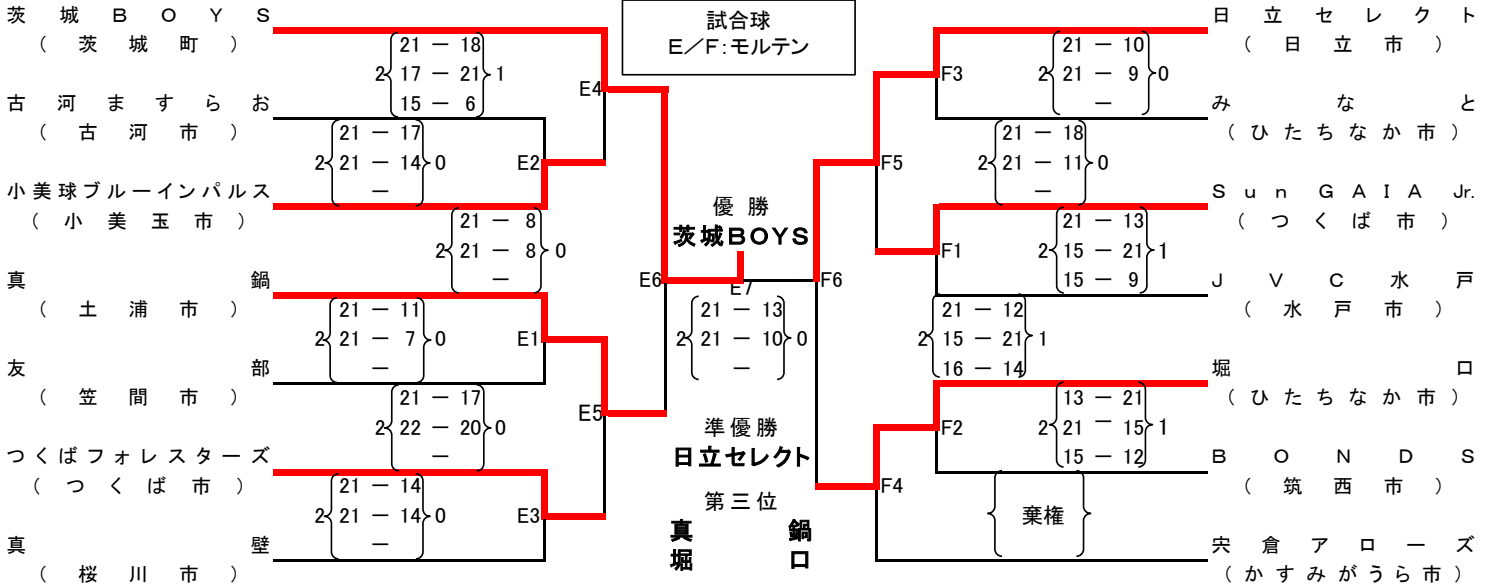 茨城BOYS
(茨城町)
古河ますらお
(古河市)
小美球ブルーインパルス
(小美玉市)
真鍋
(土浦市)
友部
(笠間市)
つくばフォレスターズ
(つくば市)
真壁
(桜川市)
21 － 18
2 17 － 21 1
15 － 6
E4
21 － 17
2 21 － 14 0
－
E2
21 － 8
2 21 － 8 0
－
21 － 11
2 21 － 7 0
－
E1
21 － 17
2 22 － 20 0
－
E5
21 － 14
2 21 － 14 0
－
E3
E6
試合球
E／F：モルテン
優勝
茨城BOYS
E7
21 － 13
2 21 － 10 0
－
準優勝
日立セレクト
第三位
真鍋
堀口
F6
F3
21 － 10
2 21 － 9 0
－
F5
21 － 18
2 21 － 11 0
－
F1
21 － 13
2 15 － 21 1
15 － 9
21 － 12
2 15 － 21 1
16 － 14
F2
13 － 21
2 21 － 15 1
15 － 12
F4
棄権
日立セレクト
(日立市)
みなと
(ひたちなか市)
Sun GAIA Jr.
(つくば市)
JVC水戸
(水戸市)
堀口
(ひたちなか市)
BONDS
(筑西市)
宍倉アローズ
(かすみがうら市)